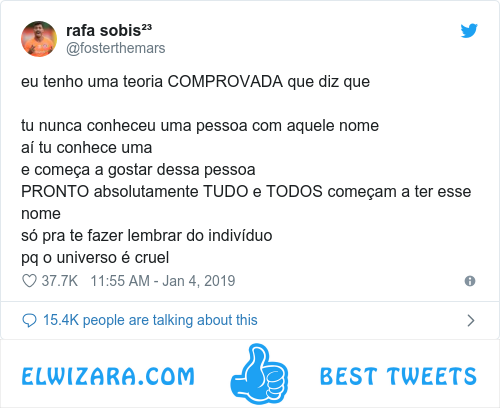 rafa sobis²³
@fosterthemars
eu tenho uma teoria COMPROVADA que diz que
tu nunca conheceu uma pessoa com aquele nome
aí tu conhece uma
e começa a gostar dessa pessoa
PRONTO absolutamente TUDO e TODOS começam a ter esse
nome
só pra te fazer lembrar do indivíduo
pq o universo é cruel
37.7K 11:55 AM - Jan 4, 2019
15.4K people are talking about this
ELWIZARA.COM BEST TWEETS